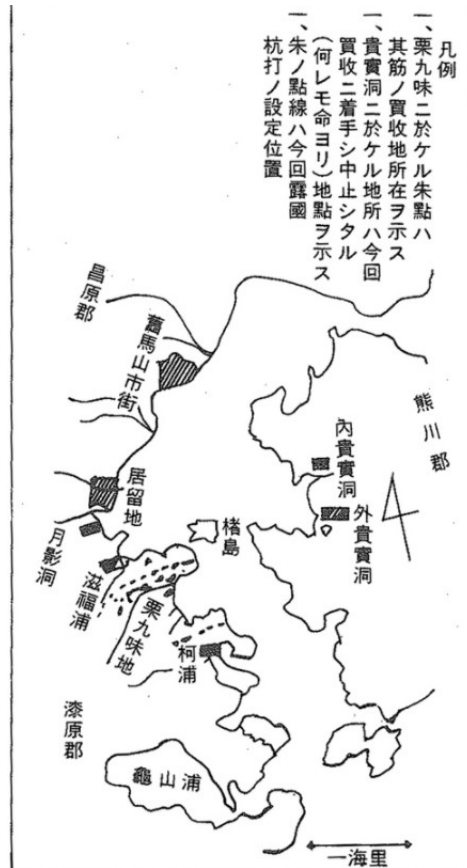 凡例
一、栗九味ニ於ケル朱點ハ
其筋ノ買收地所在ヲ示ス
一、貴實洞ニ於ケル地所ハ今回
買收ニ着手シ中止シタル
(何レモ命ヨリ)地點ヲ示ス
一、朱ノ點線ハ今回露國
杭打ノ設定位置
熊川郡
內貴實洞
外貴實洞
昌原郡
舊馬山市街
居留地
月影洞
滋福浦
栗九味地
楮島
柯浦
漆原郡
龜山浦
一海里